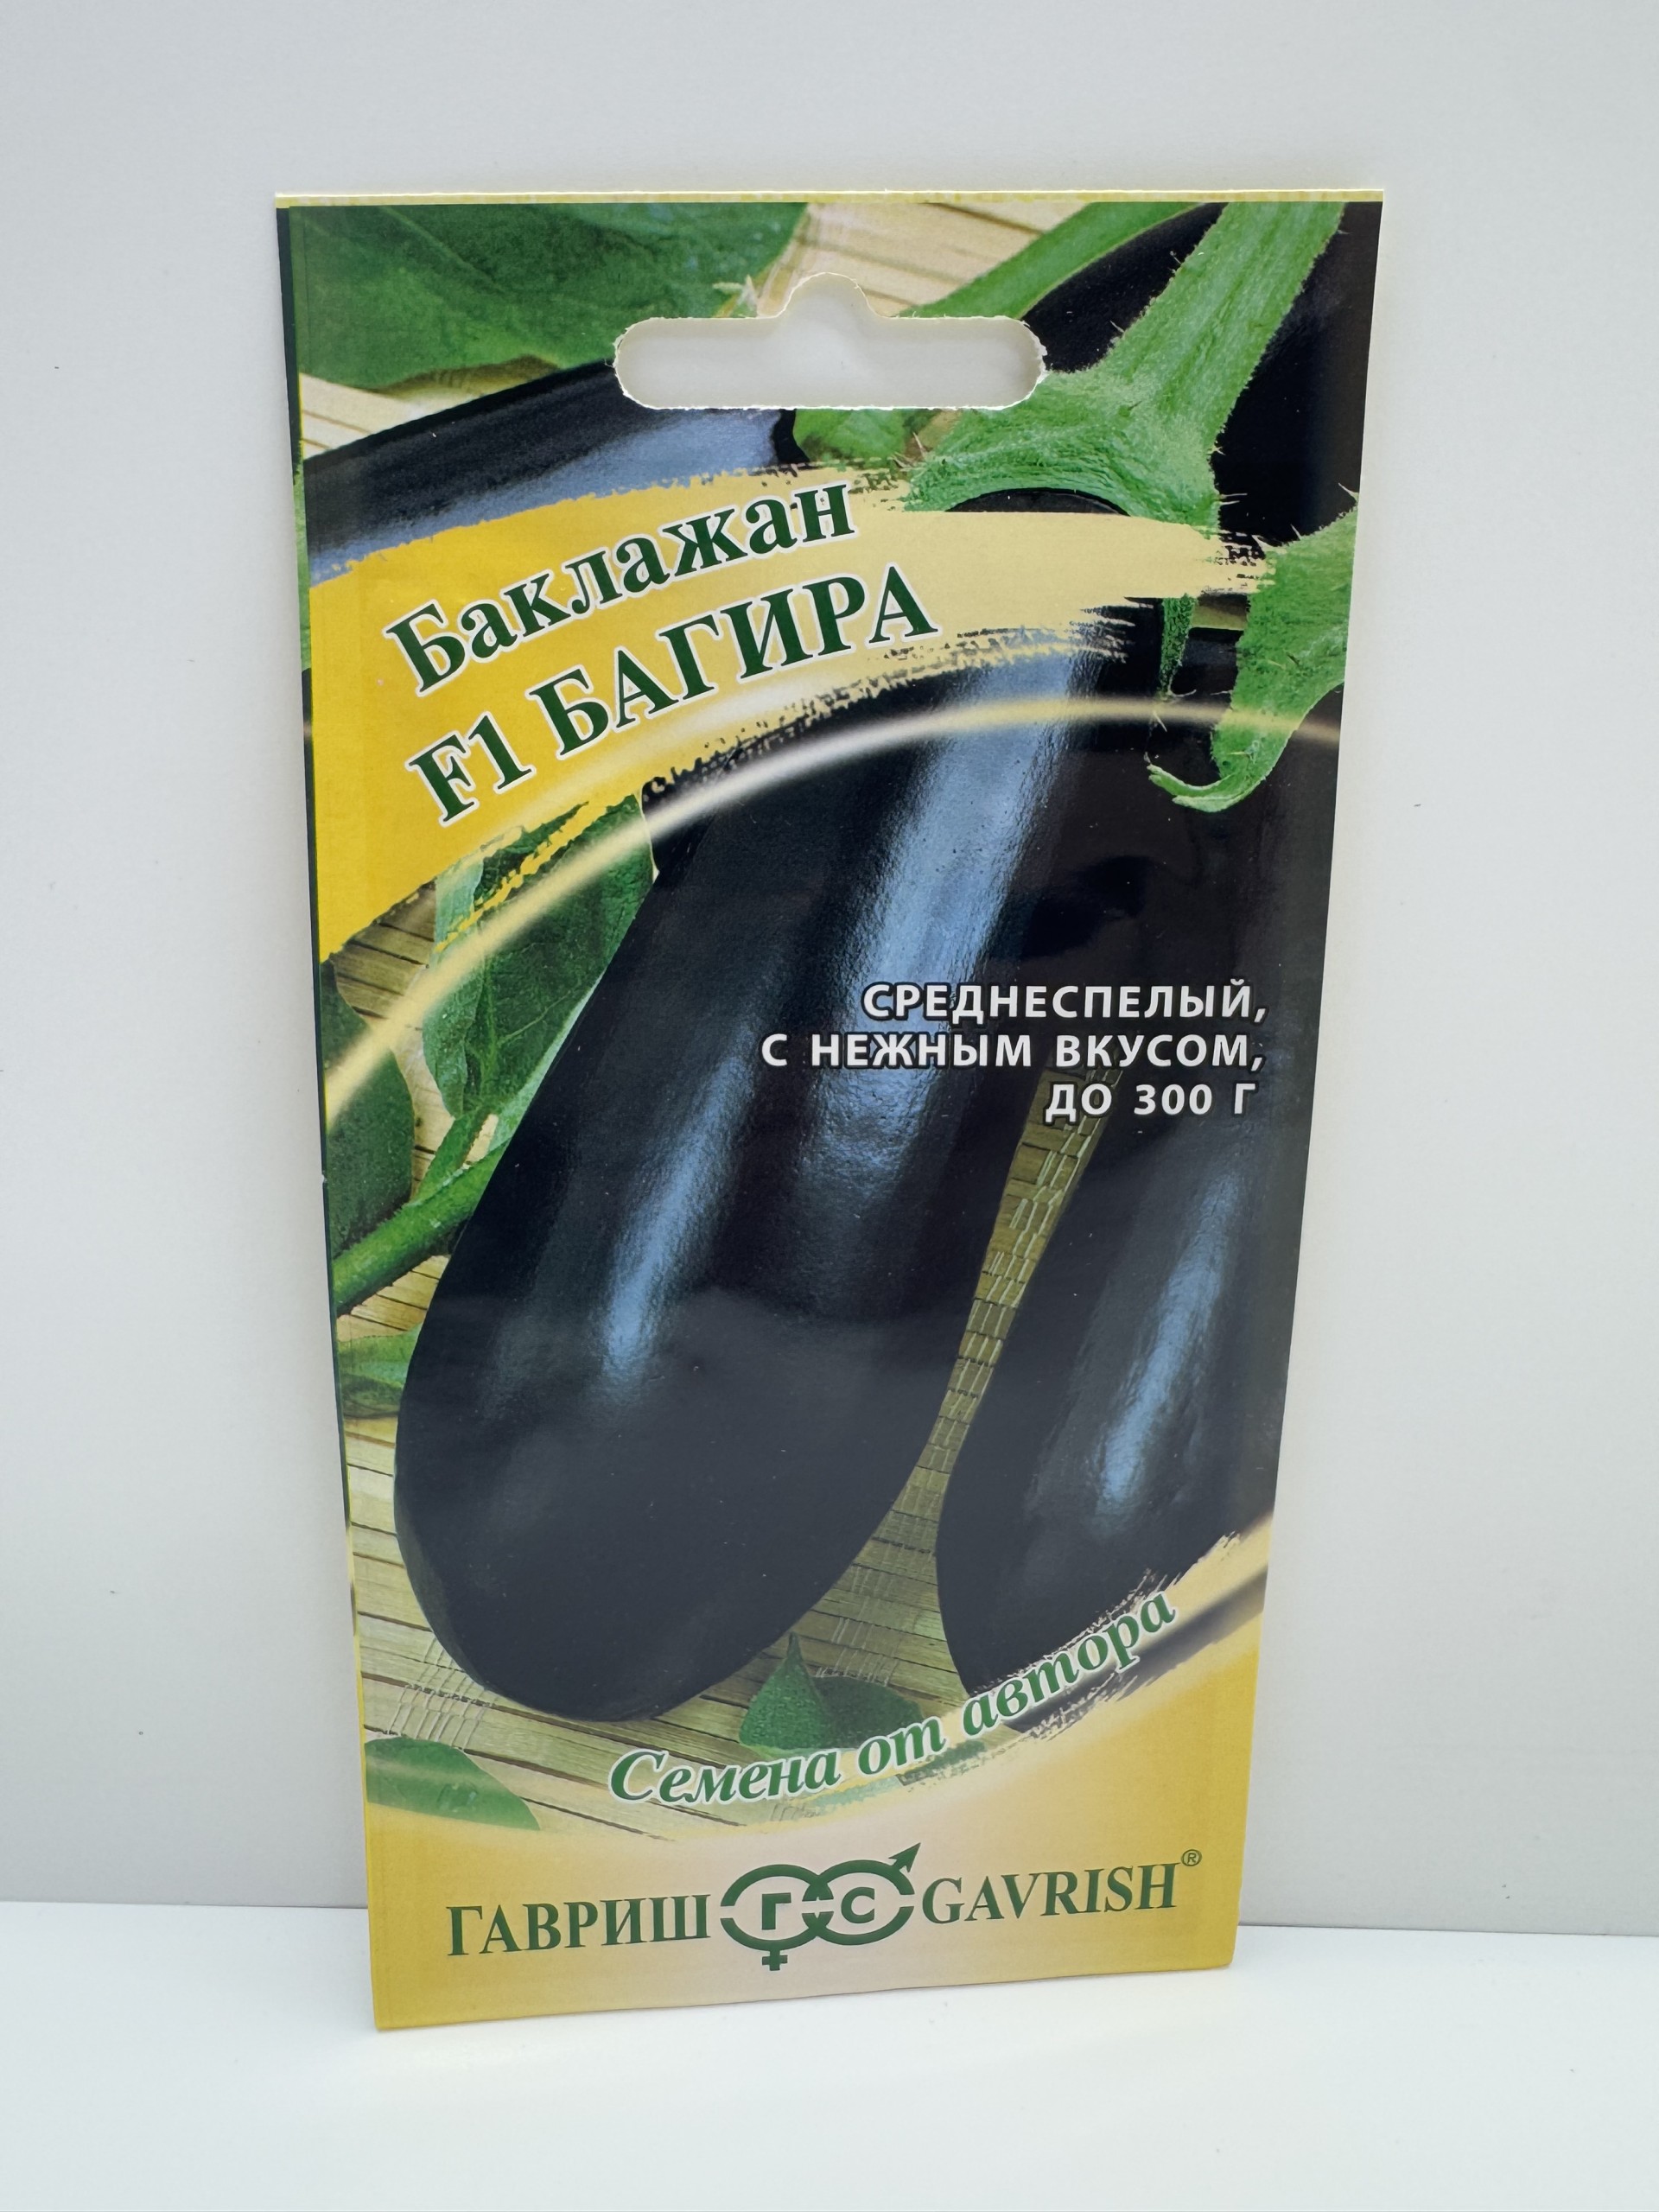 Баклажан
F1 БАГИРА
СРЕДНЕСПЕЛЫЙ,
С НЕЖНЫМ ВКУСОМ,
ДО 300 Г
Семена от автора
ГАВРИШ ГС GAVRISH®